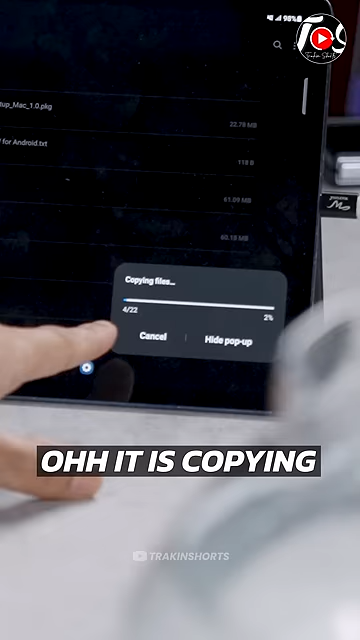 98%
tup_Mac_1.0.pkg
22.78 MB
f for Android.txt
118 B
61.09 MB
60.18 MB
Copying files...
4/22
2%
Cancel
Hide pop-up
OHH IT IS COPYING
TRAKINSHORTS